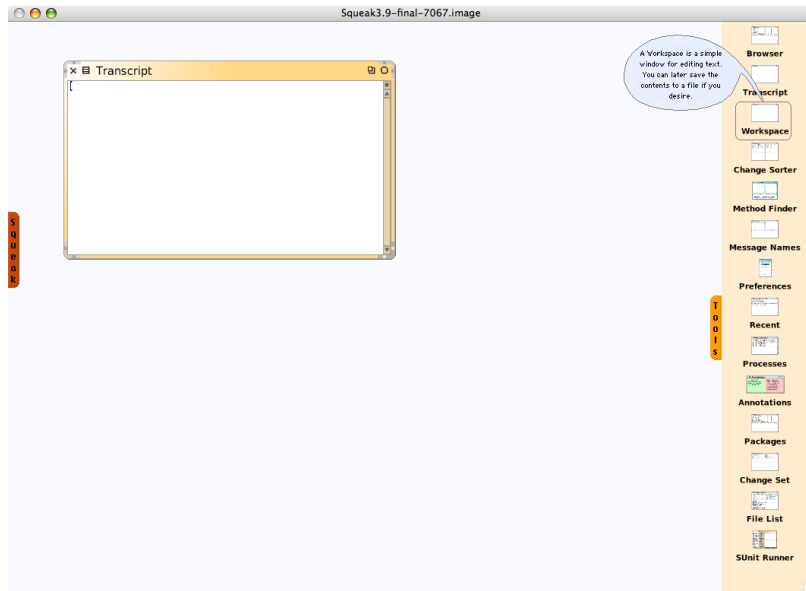 Squeak3.9-final-7067.image
Transcript
Squeak
A Workspace is a simple
window for editing text.
You can later save the
contents to a file if you
desire.
Tools
Browser
Transcript
Workspace
Change Sorter
Method Finder
Message Names
Preferences
Recent
Processes
Annotations
Packages
Change Set
File List
SUnit Runner